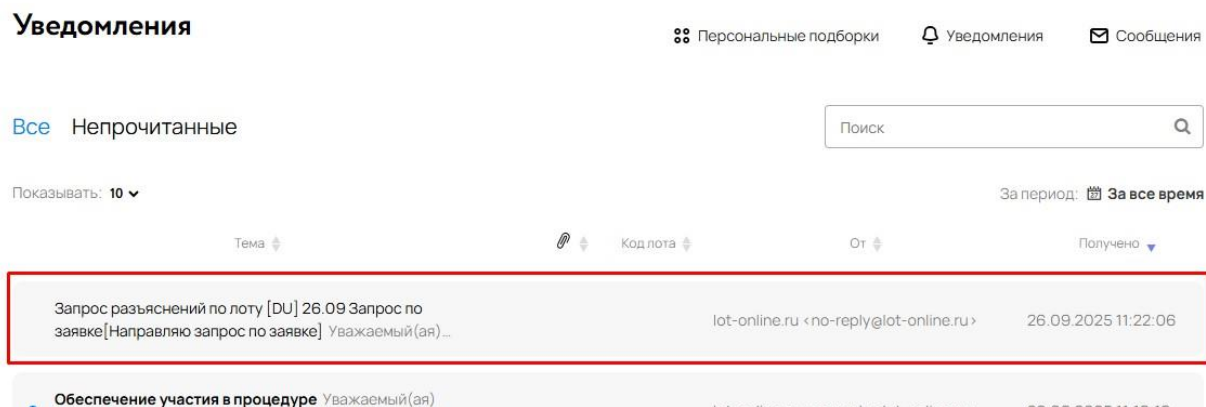 Уведомления
Персональные подборки Уведомления Сообщения
Все Непрочитанные
Поиск
Показывать: 10
За период: За все время
Тема Код лота От Получено
Запрос разъяснений по лоту [DU] 26.09 Запрос по
заявке[Направляю запрос по заявке] Уважаемый(ая)...
lot-online.ru <no-reply@lot-online.ru> 26.09.2025 11:22:06
Обеспечение участия в процедуре Уважаемый(ая)